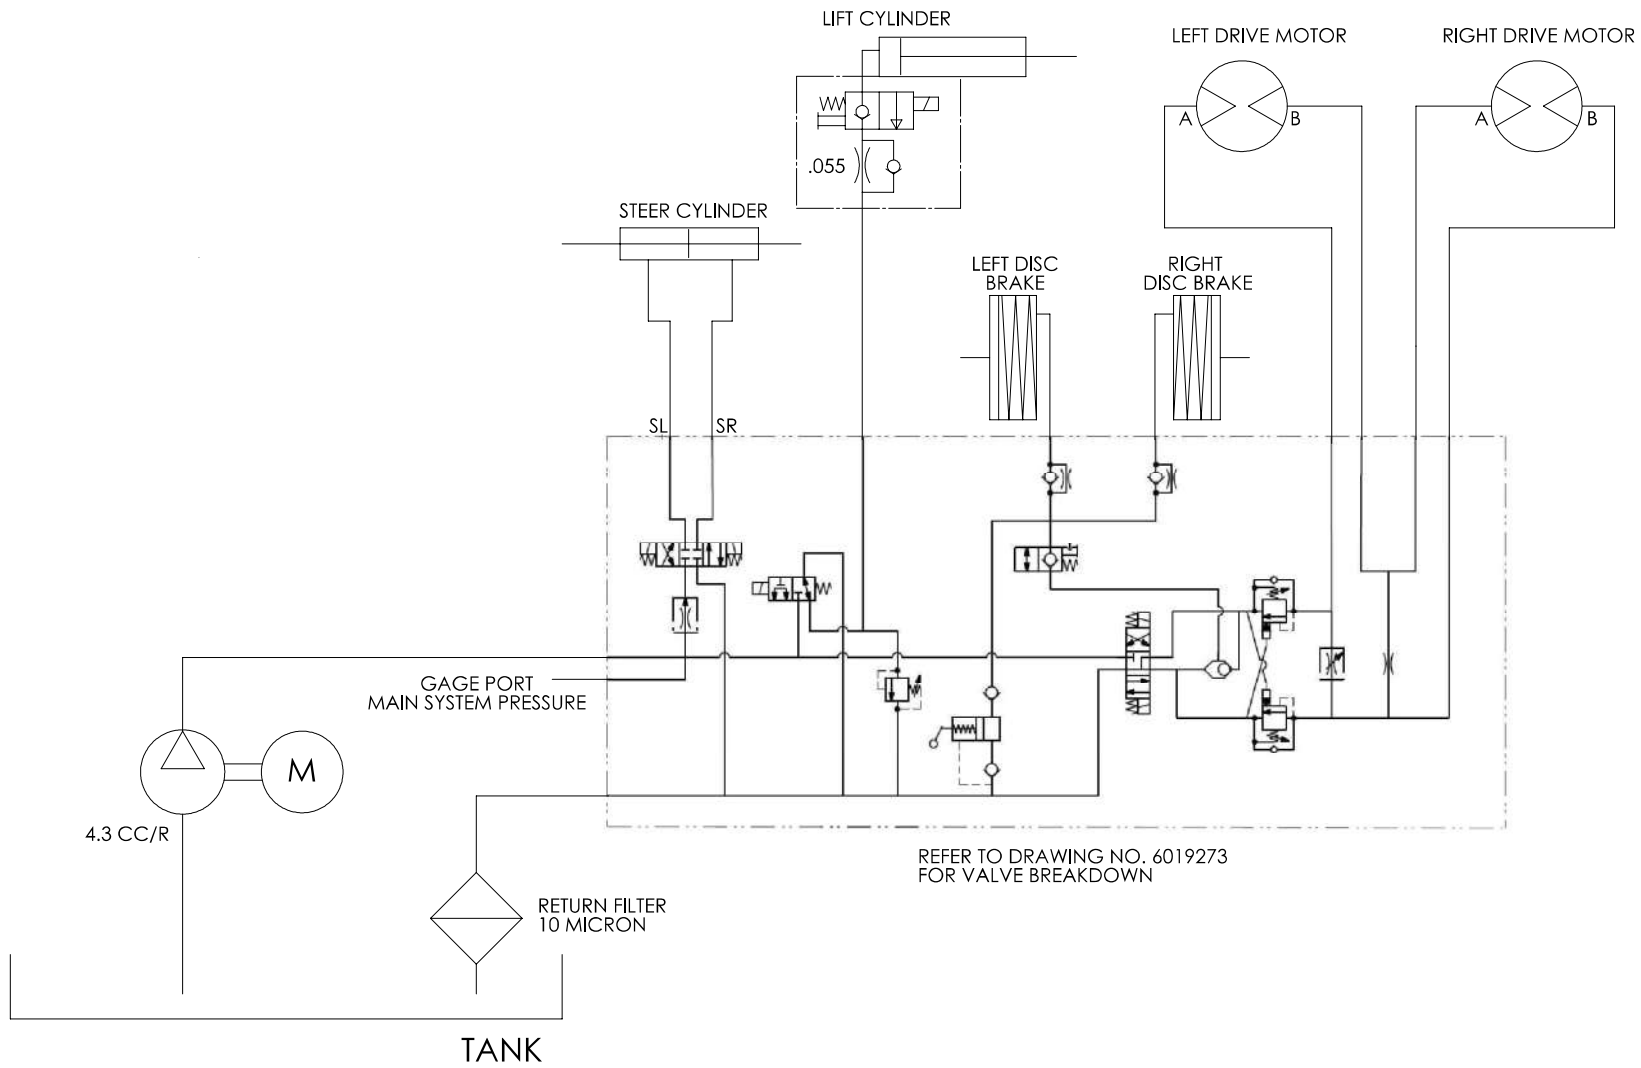 LIFT CYLINDER
LEFT DRIVE MOTOR
RIGHT DRIVE MOTOR
A
B
A
B
.055
STEER CYLINDER
LEFT DISC
BRAKE
RIGHT
DISC BRAKE
SL
SR
GAGE PORT
MAIN SYSTEM PRESSURE
M
4.3 CC/R
REFER TO DRAWING NO. 6019273
FOR VALVE BREAKDOWN
RETURN FILTER
10 MICRON
TANK